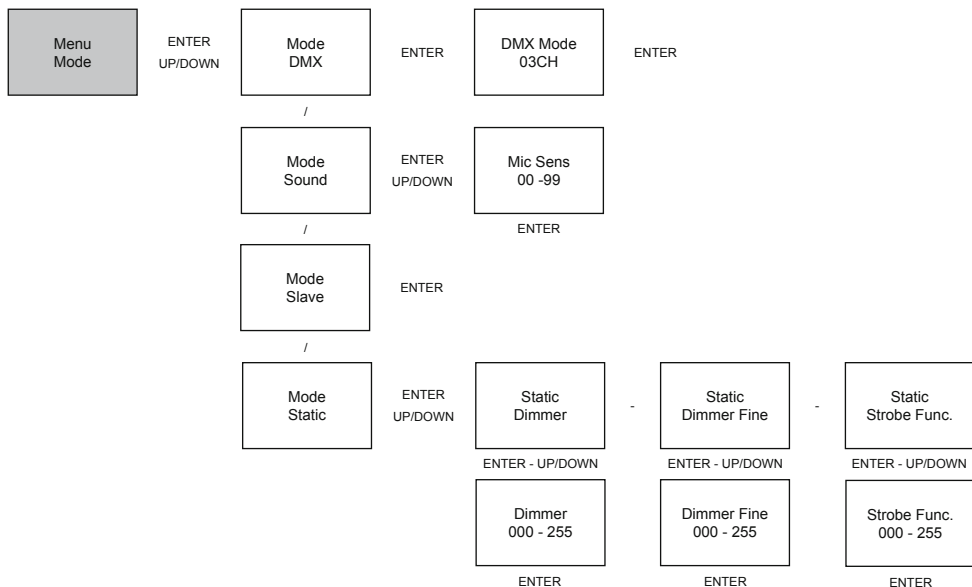 Menu
Mode
ENTER
UP/DOWN
Mode
DMX
ENTER
DMX Mode
03CH
ENTER
/
Mode
Sound
ENTER
UP/DOWN
Mic Sens
00 -99
ENTER
/
Mode
Slave
ENTER
/
Mode
Static
ENTER
UP/DOWN
Static
Dimmer
-
Static
Dimmer Fine
-
Static
Strobe Func.
ENTER - UP/DOWN
ENTER - UP/DOWN
ENTER - UP/DOWN
Dimmer
000 - 255
Dimmer Fine
000 - 255
Strobe Func.
000 - 255
ENTER
ENTER
ENTER